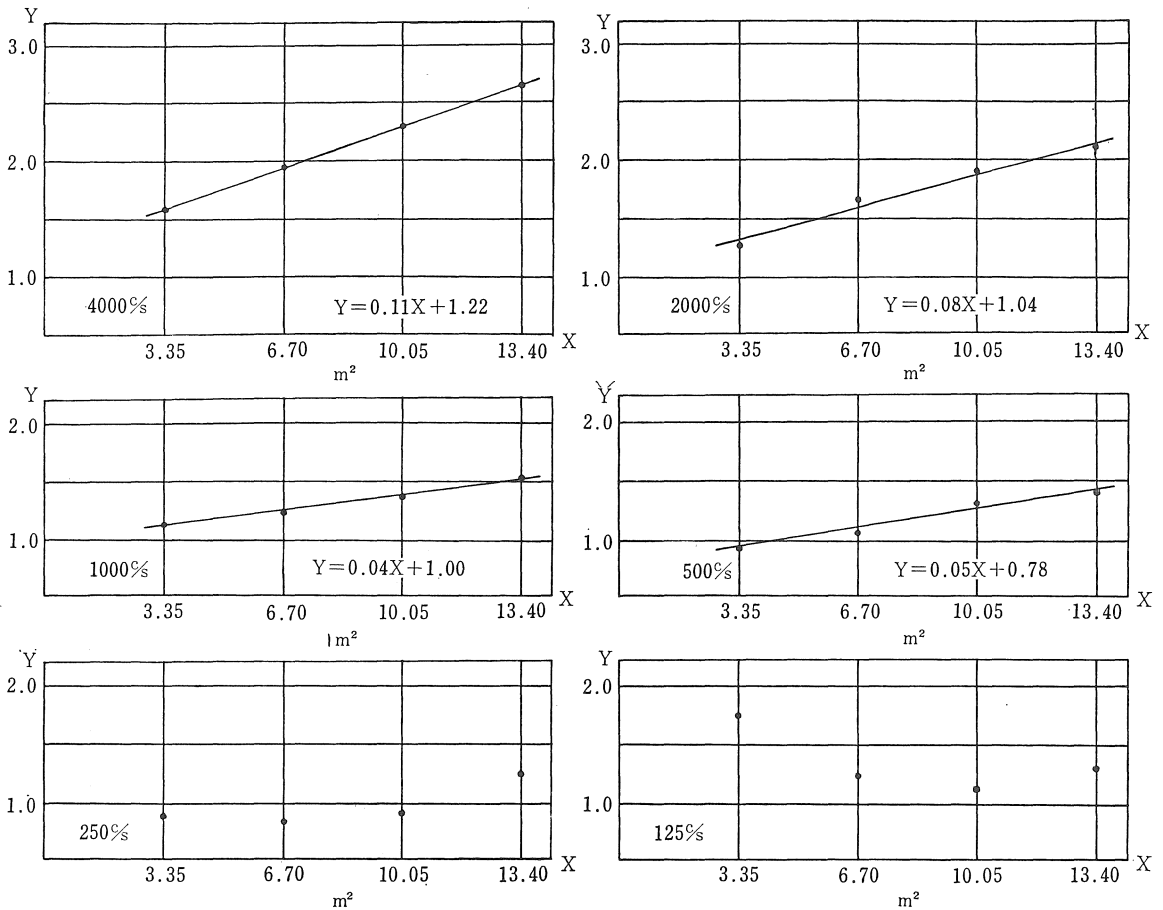 Y
3.0
2.0
1.0
4000c/s
Y=0.11X+1.22
3.35 6.70 10.05 13.40 X
m²
Y
3.0
2.0
1.0
2000c/s
Y=0.08X+1.04
3.35 6.70 10.05 13.40 X
m²
Y
2.0
1.0
1000c/s
Y=0.04X+1.00
3.35 6.70 10.05 13.40 X
m²
Y
2.0
1.0
500c/s
Y=0.05X+0.78
3.35 6.70 10.05 13.40 X
m²
Y
2.0
1.0
250c/s
3.35 6.70 10.05 13.40 X
m²
Y
2.0
1.0
125c/s
3.35 6.70 10.05 13.40 X
m²